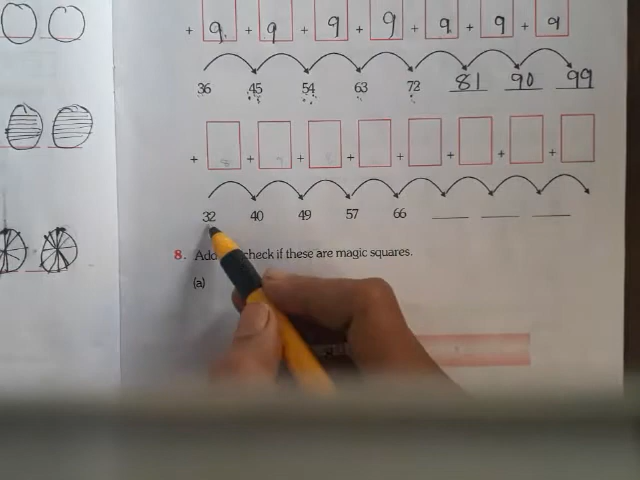 + 9 + 9 + 9 + 9 + 9 + 9 + 9
36 45 54 63 72 81 90 99
+ + + + + + + +
32 40 49 57 66
8. Add check if these are magic squares.
(a)